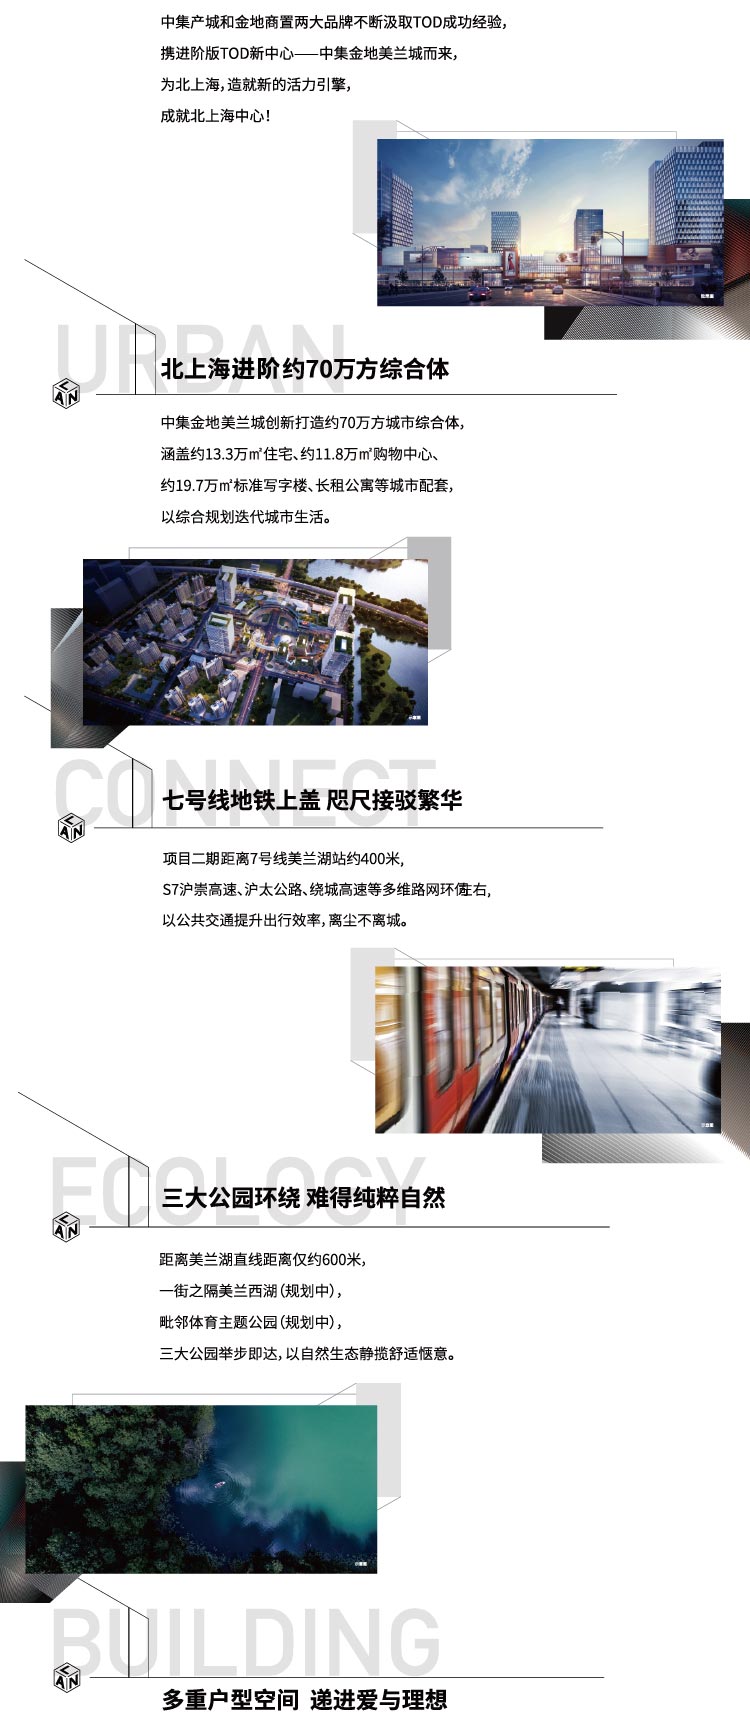 中集产城和金地商置两大品牌不断汲取TOD成功经验，
携进阶版TOD新中心——中集金地美兰城而来，
为北上海，造就新的活力引擎，
成就北上海中心！
效果图
URBAN
北上海进阶 约70万方综合体
LAN
中集金地美兰城创新打造约70万方城市综合体，
涵盖约13.3万㎡住宅、约11.8万㎡购物中心、
约19.7万㎡标准写字楼、长租公寓等城市配套，
以综合规划迭代城市生活。
示意图
CONNECT
七号线地铁上盖 咫尺接驳繁华
LAN
项目二期距离7号线美兰湖站约400米，
S7沪崇高速、沪太公路、绕城高速等多维路网环伺左右，
以公共交通提升出行效率，离尘不离城。
示意图
ECOLOGY
三大公园环绕 难得纯粹自然
LAN
距离美兰湖直线距离仅约600米，
一街之隔美兰西湖（规划中），
毗邻体育主题公园（规划中），
三大公园举步即达，以自然生态静揽舒适惬意。
示意图
BUILDING
LAN
多重户型空间 递进爱与理想